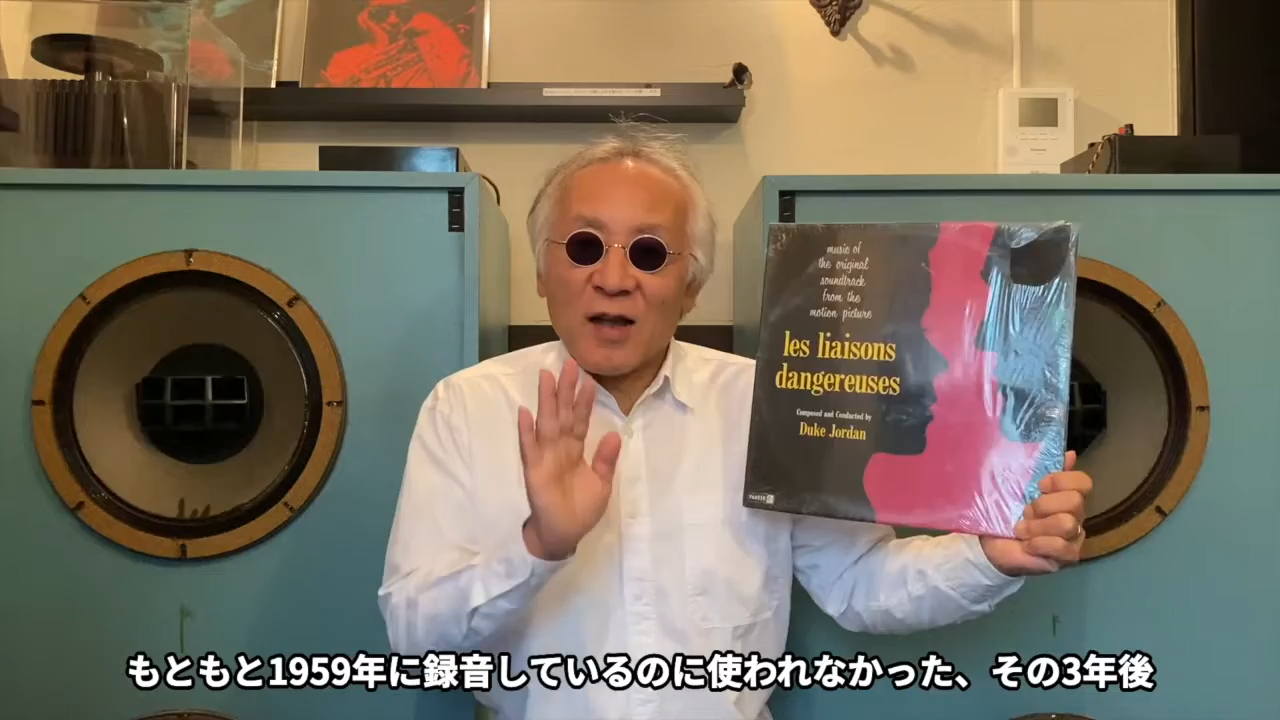 music of
the original
soundtrack
from the
motion picture
les liaisons
dangereuses
Composed and Conducted by
Duke Jordan
PARKER
もともと1959年に録音しているのに使われなかった、その3年後